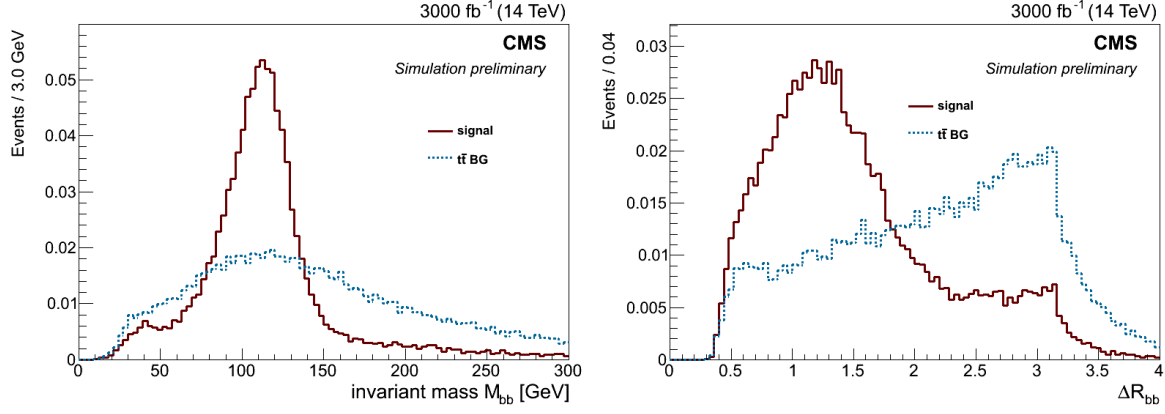 3000 fb⁻¹ (14 TeV)
CMS
Simulation preliminary
signal
tt̄ BG
Events / 3.0 GeV
0.05
0.04
0.03
0.02
0.01
0
0 50 100 150 200 250 300
invariant mass M_bb [GeV]
3000 fb⁻¹ (14 TeV)
CMS
Simulation preliminary
signal
tt̄ BG
Events / 0.04
0.03
0.025
0.02
0.015
0.01
0.005
0
0 0.5 1 1.5 2 2.5 3 3.5 4
ΔR_bb